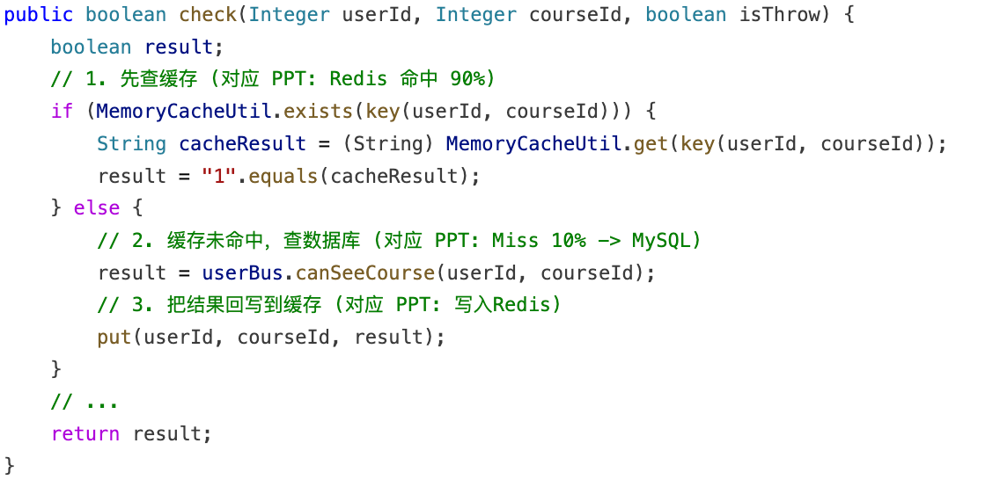 public boolean check(Integer userId, Integer courseId, boolean isThrow) {
    boolean result;
    // 1. 先查缓存 (对应 PPT: Redis 命中 90%)
    if (MemoryCacheUtil.exists(key(userId, courseId))) {
        String cacheResult = (String) MemoryCacheUtil.get(key(userId, courseId));
        result = "1".equals(cacheResult);
    } else {
        // 2. 缓存未命中，查数据库 (对应 PPT: Miss 10% -> MySQL)
        result = userBus.canSeeCourse(userId, courseId);
        // 3. 把结果回写到缓存 (对应 PPT: 写入Redis)
        put(userId, courseId, result);
    }
    // ...
    return result;
}